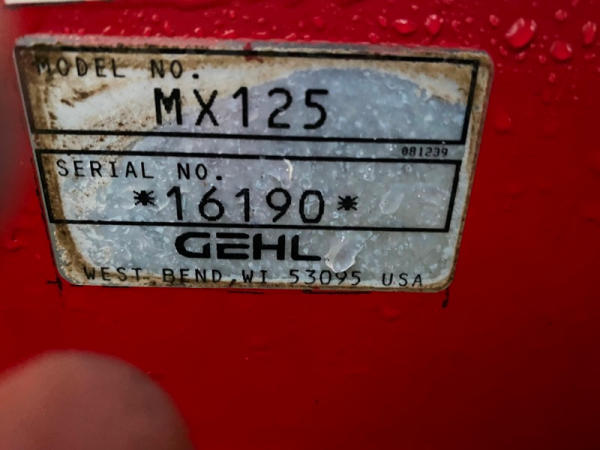 MODEL NO.
MX125
081239
SERIAL NO.
*16190*
GEHL
WEST BEND, WI 53095 USA